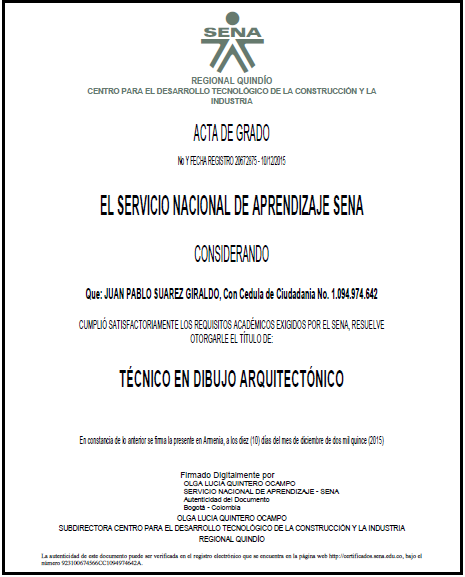 SENA
REGIONAL QUINDÍO
CENTRO PARA EL DESARROLLO TECNOLÓGICO DE LA CONSTRUCCIÓN Y LA
INDUSTRIA
ACTA DE GRADO
No Y FECHA REGISTRO 20672675 - 10/12/2015
EL SERVICIO NACIONAL DE APRENDIZAJE SENA
CONSIDERANDO
Que: JUAN PABLO SUAREZ GIRALDO, Con Cedula de Ciudadania No. 1.094.974.642
CUMPLIÓ SATISFACTORIAMENTE LOS REQUISITOS ACADÉMICOS EXIGIDOS POR EL SENA, RESUELVE
OTORGARLE EL TÍTULO DE:
TÉCNICO EN DIBUJO ARQUITECTÓNICO
En constancia de lo anterior se firma la presente en Armenia, a los diez (10) días del mes de diciembre de dos mil quince (2015)
Firmado Digitalmente por
OLGA LUCIA QUINTERO OCAMPO
SERVICIO NACIONAL DE APRENDIZAJE - SENA
Autenticidad del Documento
Bogotá - Colombia
OLGA LUCIA QUINTERO OCAMPO
SUBDIRECTORA CENTRO PARA EL DESARROLLO TECNOLÓGICO DE LA CONSTRUCCIÓN Y LA INDUSTRIA
REGIONAL QUINDÍO
La autenticidad de este documento puede ser verificada en el registro electrónico que se encuentra en la página web http://certificados.sena.edu.co, bajo el
número 923100674566CC1094974642A.